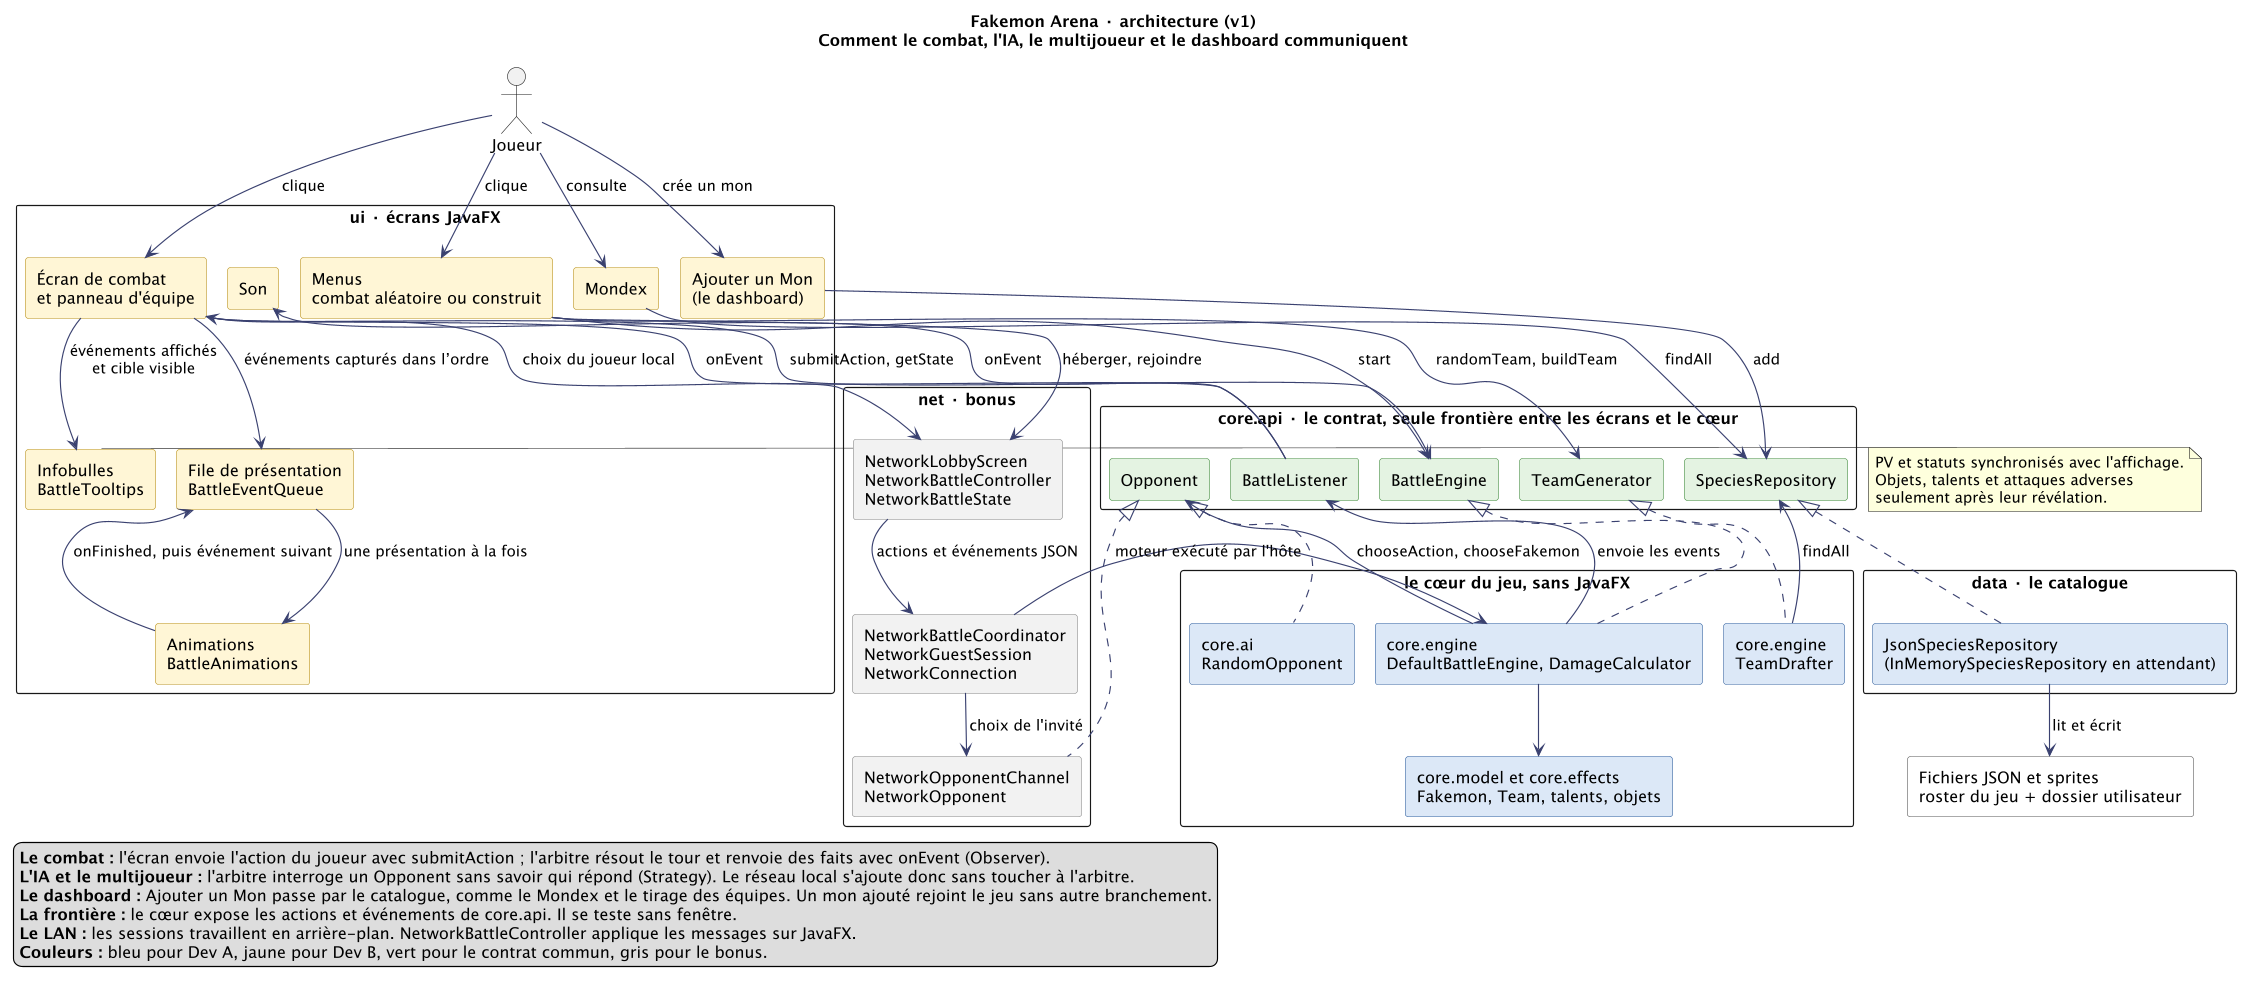 Fakemon Arena · architecture (v1)
Comment le combat, l'IA, le multijoueur et le dashboard communiquent
Joueur
clique
clique
consulte
crée un mon
ui · écrans JavaFX
Écran de combat
et panneau d'équipe
Son
Menus
combat aléatoire ou construit
Mondex
Ajouter un Mon
(le dashboard)
événements affichés
et cible visible
événements capturés dans l’ordre
choix du joueur local
onEvent
submitAction, getState
onEvent
héberger, rejoindre
start
randomTeam, buildTeam
findAll
add
net · bonus
core.api · le contrat, seule frontière entre les écrans et le cœur
Infobulles
BattleTooltips
File de présentation
BattleEventQueue
NetworkLobbyScreen
NetworkBattleController
NetworkBattleState
Opponent
BattleListener
BattleEngine
TeamGenerator
SpeciesRepository
PV et statuts synchronisés avec l'affichage.
Objets, talents et attaques adverses
seulement après leur révélation.
onFinished, puis événement suivant
une présentation à la fois
actions et événements JSON
moteur exécuté par l'hôte
chooseAction, chooseFakemon
envoie les events
findAll
le cœur du jeu, sans JavaFX
data · le catalogue
Animations
BattleAnimations
NetworkBattleCoordinator
NetworkGuestSession
NetworkConnection
core.ai
RandomOpponent
core.engine
DefaultBattleEngine, DamageCalculator
core.engine
TeamDrafter
JsonSpeciesRepository
(InMemorySpeciesRepository en attendant)
choix de l'invité
lit et écrit
NetworkOpponentChannel
NetworkOpponent
core.model et core.effects
Fakemon, Team, talents, objets
Fichiers JSON et sprites
roster du jeu + dossier utilisateur
Le combat : l'écran envoie l'action du joueur avec submitAction ; l'arbitre résout le tour et renvoie des faits avec onEvent (Observer).
L'IA et le multijoueur : l'arbitre interroge un Opponent sans savoir qui répond (Strategy). Le réseau local s'ajoute donc sans toucher à l'arbitre.
Le dashboard : Ajouter un Mon passe par le catalogue, comme le Mondex et le tirage des équipes. Un mon ajouté rejoint le jeu sans autre branchement.
La frontière : le cœur expose les actions et événements de core.api. Il se teste sans fenêtre.
Le LAN : les sessions travaillent en arrière-plan. NetworkBattleController applique les messages sur JavaFX.
Couleurs : bleu pour Dev A, jaune pour Dev B, vert pour le contrat commun, gris pour le bonus.